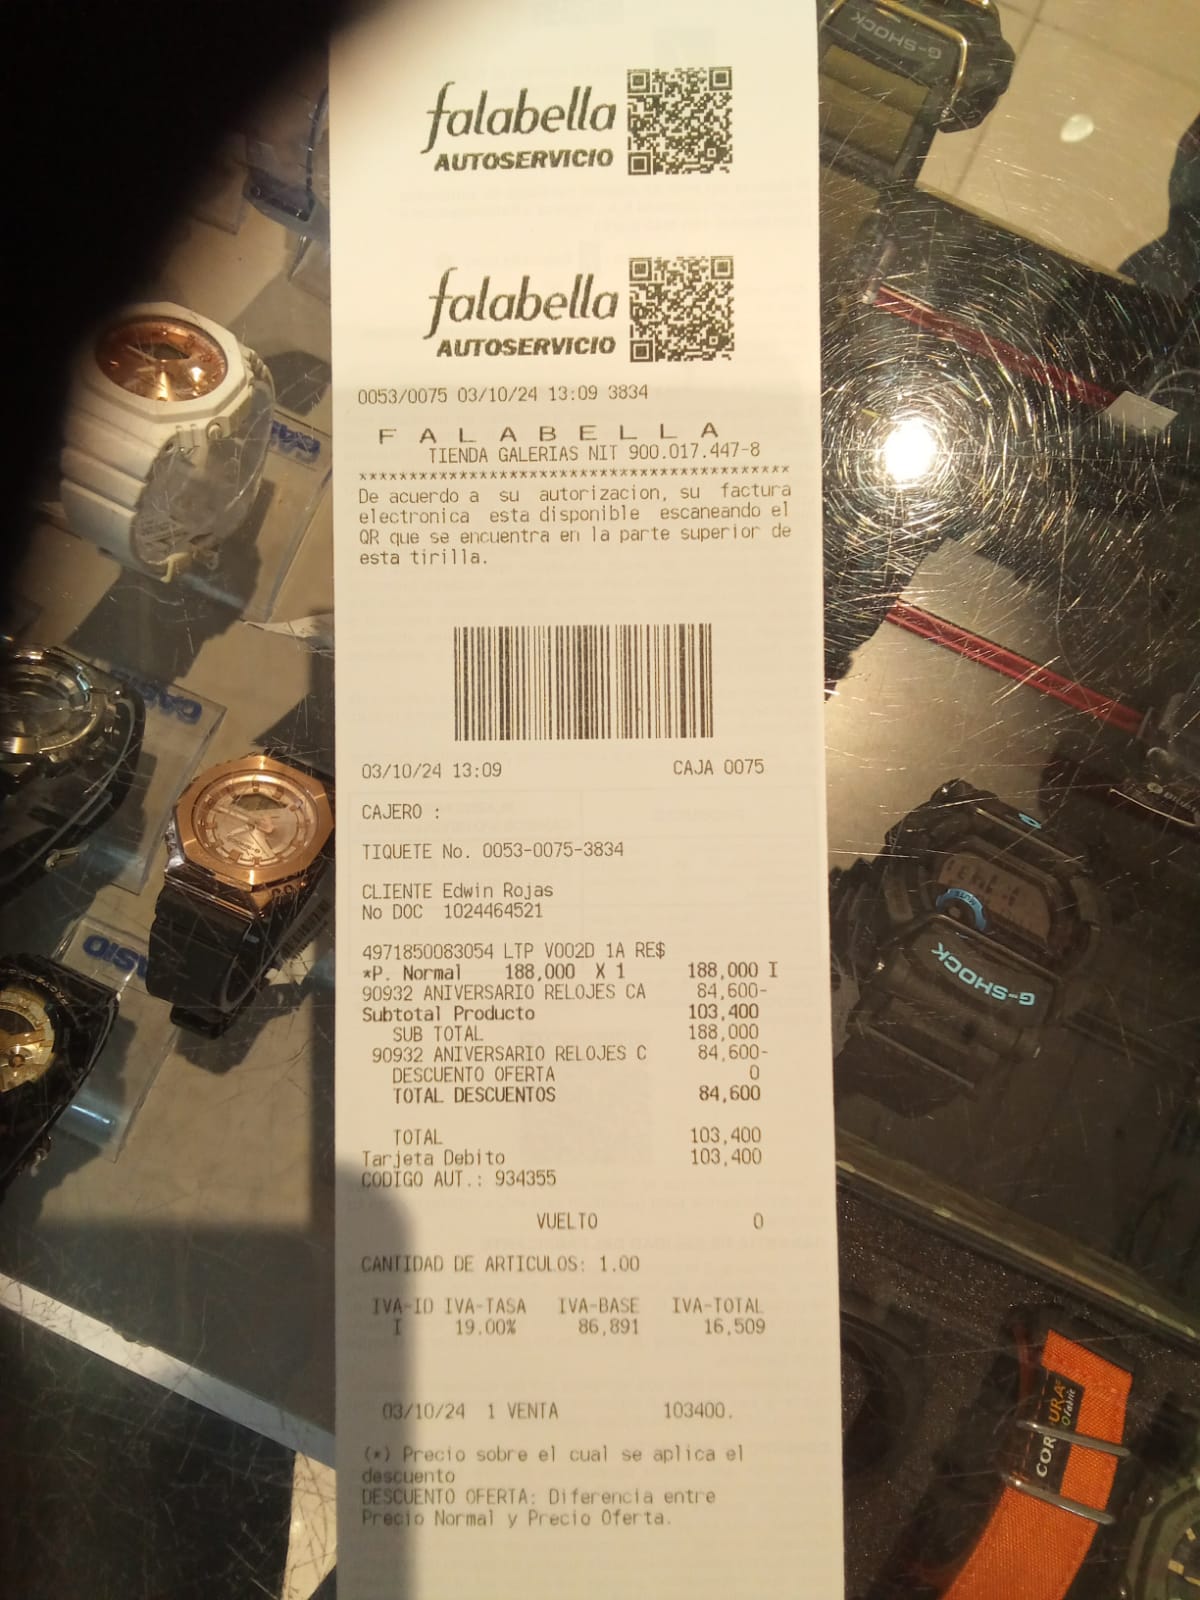 falabella
AUTOSERVICIO
falabella
AUTOSERVICIO
0053/0075 03/10/24 13:09 3834
F A L A B E L L A
TIENDA GALERIAS NIT 900.017.447-8
*****************************************
De acuerdo a su autorizacion, su factura
electronica esta disponible escaneando el
QR que se encuentra en la parte superior de
esta tirilla.
03/10/24 13:09 CAJA 0075
CAJERO :
TIQUETE No. 0053-0075-3834
CLIENTE Edwin Rojas
No DOC 1024464521
4971850083054 LTP V002D 1A RE$
*P. Normal 188,000 X 1 188,000 I
90932 ANIVERSARIO RELOJES CA 84,600-
Subtotal Producto 103,400
SUB TOTAL 188,000
90932 ANIVERSARIO RELOJES C 84,600-
DESCUENTO OFERTA 0
TOTAL DESCUENTOS 84,600
TOTAL 103,400
Tarjeta Debito 103,400
CODIGO AUT.: 934355
VUELTO 0
CANTIDAD DE ARTICULOS: 1.00
IVA-ID IVA-TASA IVA-BASE IVA-TOTAL
I 19.00% 86,891 16,509
03/10/24 1 VENTA 103400.
(*) Precio sobre el cual se aplica el
descuento
DESCUENTO OFERTA: Diferencia entre
Precio Normal y Precio Oferta.
G-SHOCK
CASIO
G-SHOCK
CORDURA